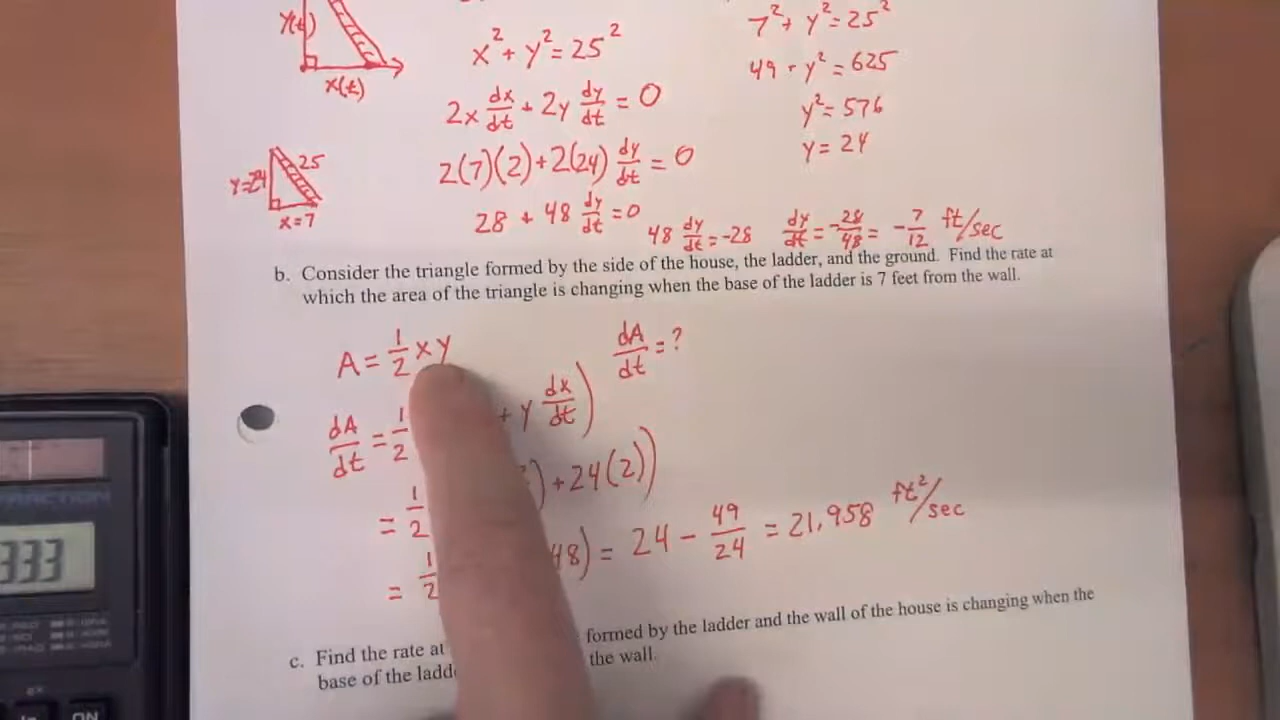 y(t)
x(t)
x² + y² = 25²
2x dx/dt + 2y dy/dt = 0
2(7)(2) + 2(24) dy/dt = 0
28 + 48 dy/dt = 0
48 dy/dt = -28
dy/dt = -28/48 = -7/12 ft/sec
7² + y² = 25²
49 + y² = 625
y² = 576
y = 24
y=24
25
x=7
b. Consider the triangle formed by the side of the house, the ladder, and the ground. Find the rate at
which the area of the triangle is changing when the base of the ladder is 7 feet from the wall.
A = 1/2 xy
dA/dt = ?
dA/dt = 1/2 + y dx/dt)
= 1/2 ) + 24(2))
= 1/2 48) = 24 - 49/24 = 21.958 ft²/sec
c. Find the rate at formed by the ladder and the wall of the house is changing when the
base of the the wall.
333
ON